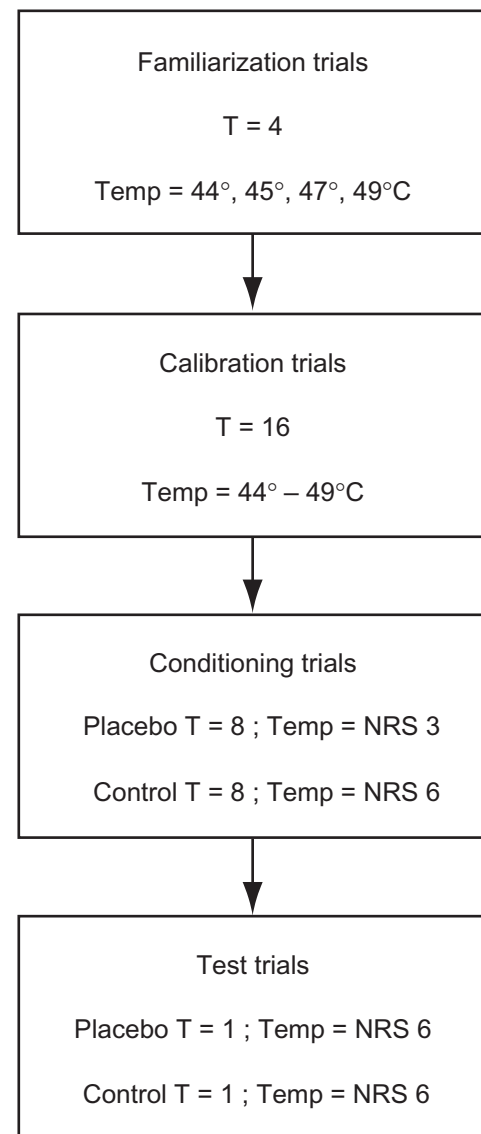 Familiarization trials
T = 4
Temp = 44°, 45°, 47°, 49°C
Calibration trials
T = 16
Temp = 44° – 49°C
Conditioning trials
Placebo T = 8 ; Temp = NRS 3
Control T = 8 ; Temp = NRS 6
Test trials
Placebo T = 1 ; Temp = NRS 6
Control T = 1 ; Temp = NRS 6